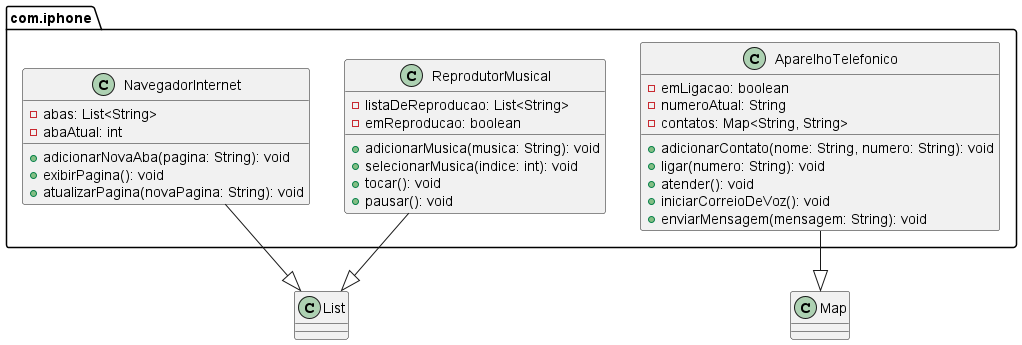 com.iphone
C NavegadorInternet
abas: List<String>
abaAtual: int
adicionarNovaAba(pagina: String): void
exibirPagina(): void
atualizarPagina(novaPagina: String): void
C ReprodutorMusical
listaDeReproducao: List<String>
emReproducao: boolean
adicionarMusica(musica: String): void
selecionarMusica(indice: int): void
tocar(): void
pausar(): void
C AparelhoTelefonico
emLigacao: boolean
numeroAtual: String
contatos: Map<String, String>
adicionarContato(nome: String, numero: String): void
ligar(numero: String): void
atender(): void
iniciarCorreioDeVoz(): void
enviarMensagem(mensagem: String): void
C List
C Map